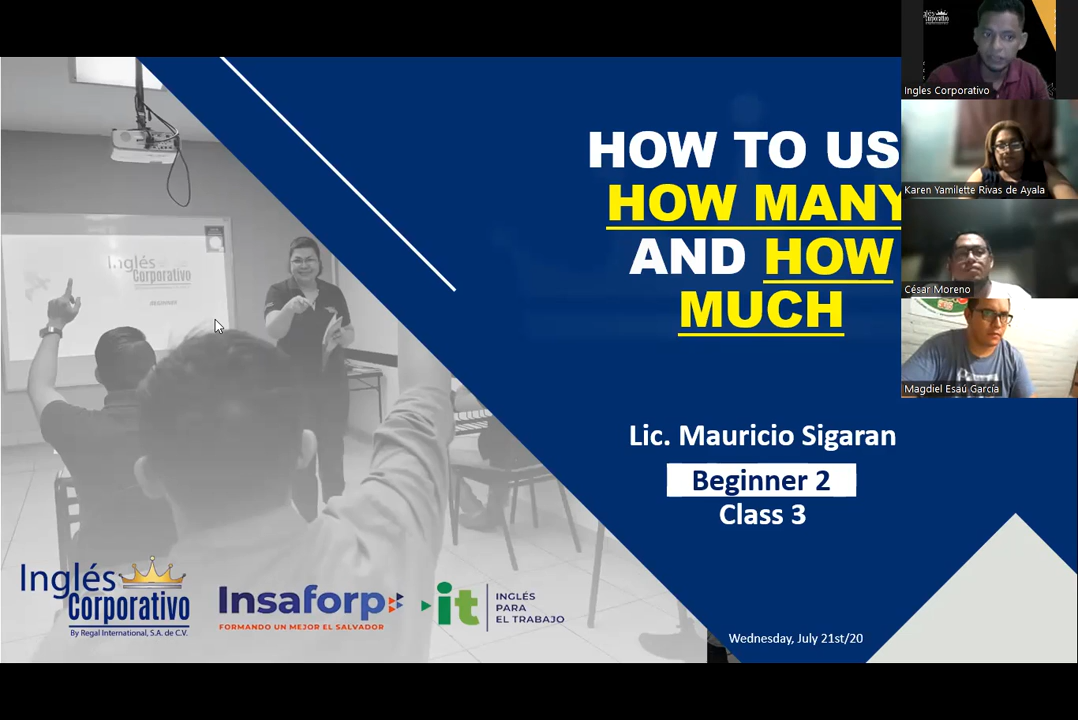 HOW TO US
HOW MANY
AND HOW
MUCH
Lic. Mauricio Sigaran
Beginner 2
Class 3
Wednesday, July 21st/20
Inglés
Corporativo
By Regal International, S.A. de C.V.
Insaforp
FORMANDO UN MEJOR EL SALVADOR
it
INGLÉS
PARA
EL TRABAJO
Inglés
Corporativo
Ingles Corporativo
Karen Yamilette Rivas de Ayala
César Moreno
Magdiel Esaú García